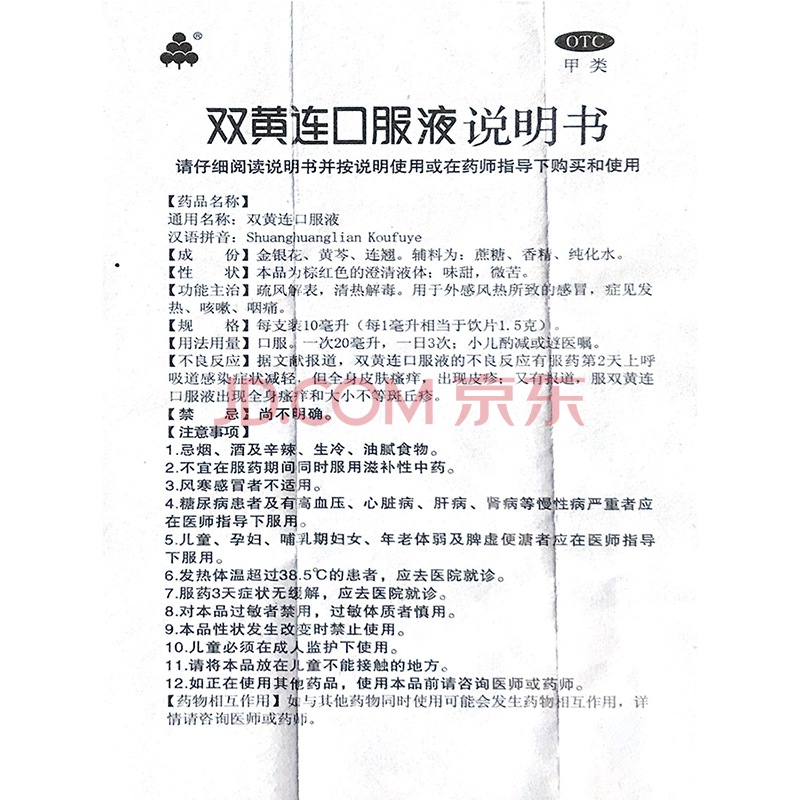 ®
OTC
甲类
双黄连口服液说明书
请仔细阅读说明书并按说明使用或在药师指导下购买和使用
【药品名称】
通用名称：双黄连口服液
汉语拼音：Shuanghuanglian Koufuye
【成　　份】金银花、黄芩、连翘。辅料为：蔗糖、香精、纯化水。
【性　　状】本品为棕红色的澄清液体；味甜，微苦。
【功能主治】疏风解表，清热解毒。用于外感风热所致的感冒，症见发
热、咳嗽、咽痛。
【规　　格】每支装10毫升（每1毫升相当于饮片1.5克）。
【用法用量】口服。一次20毫升，一日3次；小儿酌减或遵医嘱。
【不良反应】据文献报道，双黄连口服液的不良反应有服药第2天上呼
吸道感染症状减轻，但全身皮肤瘙痒，出现皮疹；又有报道，服双黄连
口服液出现全身瘙痒和大小不等斑丘疹。
【禁　　忌】尚不明确。
【注意事项】
1.忌烟、酒及辛辣、生冷、油腻食物。
2.不宜在服药期间同时服用滋补性中药。
3.风寒感冒者不适用。
4.糖尿病患者及有高血压、心脏病、肝病、肾病等慢性病严重者应
在医师指导下服用。
5.儿童、孕妇、哺乳期妇女、年老体弱及脾虚便溏者应在医师指导
下服用。
6.发热体温超过38.5℃的患者，应去医院就诊。
7.服药3天症状无缓解，应去医院就诊。
8.对本品过敏者禁用，过敏体质者慎用。
9.本品性状发生改变时禁止使用。
10.儿童必须在成人监护下使用。
11.请将本品放在儿童不能接触的地方。
12.如正在使用其他药品，使用本品前请咨询医师或药师。
【药物相互作用】如与其他药物同时使用可能会发生药物相互作用，详
情请咨询医师或药师。
JD.COM 京东